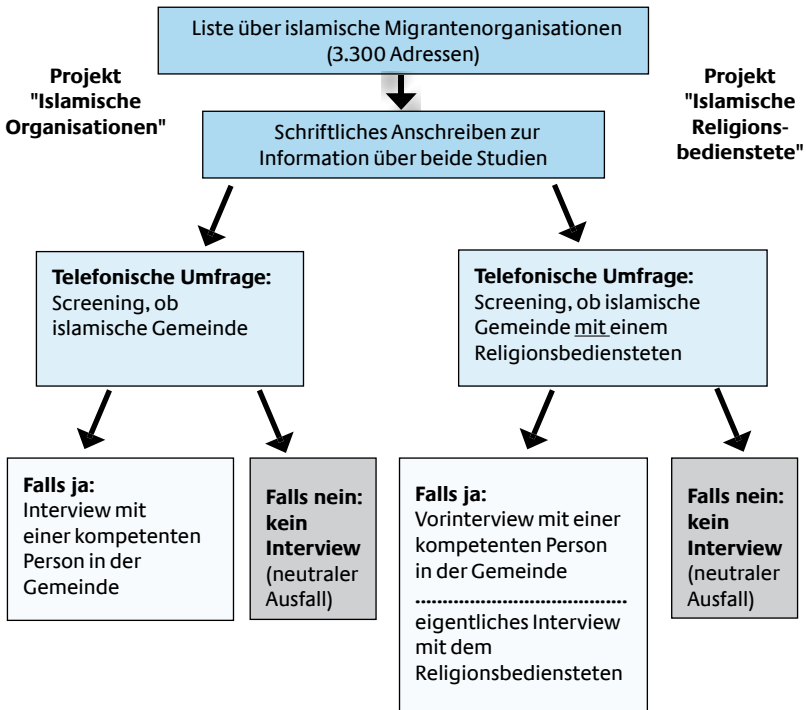 Liste über islamische Migrantenorganisationen
(3.300 Adressen)
Projekt
"Islamische
Organisationen"
Projekt
"Islamische
Religions-
bedienstete"
Schriftliches Anschreiben zur
Information über beide Studien
Telefonische Umfrage:
Screening, ob
islamische Gemeinde
Telefonische Umfrage:
Screening, ob islamische
Gemeinde mit einem
Religionsbediensteten
Falls ja:
Interview mit
einer kompetenten
Person in der
Gemeinde
Falls nein:
kein
Interview
(neutraler
Ausfall)
Falls ja:
Vorinterview mit einer
kompetenten Person
in der Gemeinde
.......................................
eigentliches Interview
mit dem
Religionsbediensteten
Falls nein:
kein
Interview
(neutraler
Ausfall)